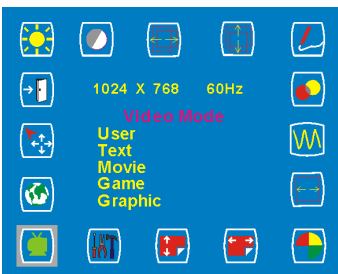 1024 X 768 60Hz
Video Mode
User
Text
Movie
Game
Graphic